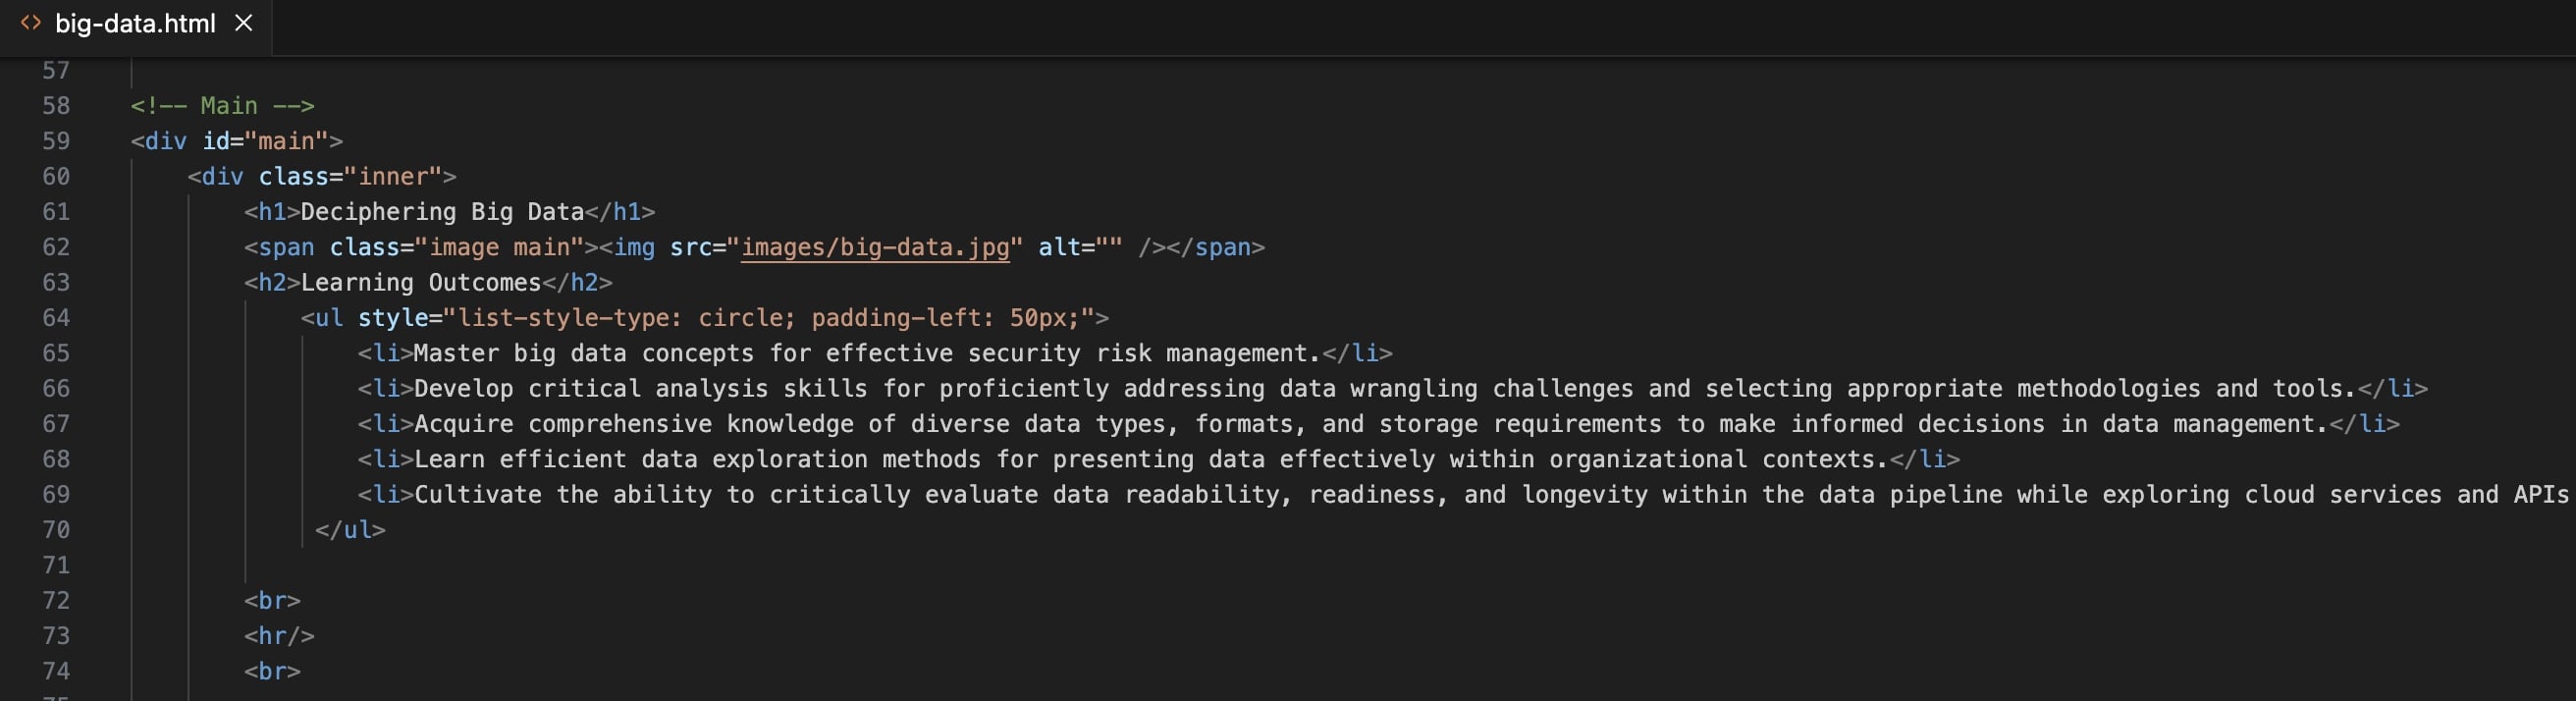 big-data.html
57
58 <!-- Main -->
59 <div id="main">
60 <div class="inner">
61 <h1>Deciphering Big Data</h1>
62 <span class="image main"><img src="images/big-data.jpg" alt="" /></span>
63 <h2>Learning Outcomes</h2>
64 <ul style="list-style-type: circle; padding-left: 50px;">
65 <li>Master big data concepts for effective security risk management.</li>
66 <li>Develop critical analysis skills for proficiently addressing data wrangling challenges and selecting appropriate methodologies and tools.</li>
67 <li>Acquire comprehensive knowledge of diverse data types, formats, and storage requirements to make informed decisions in data management.</li>
68 <li>Learn efficient data exploration methods for presenting data effectively within organizational contexts.</li>
69 <li>Cultivate the ability to critically evaluate data readability, readiness, and longevity within the data pipeline while exploring cloud services and APIs
70 </ul>
71
72 <br>
73 <hr/>
74 <br>